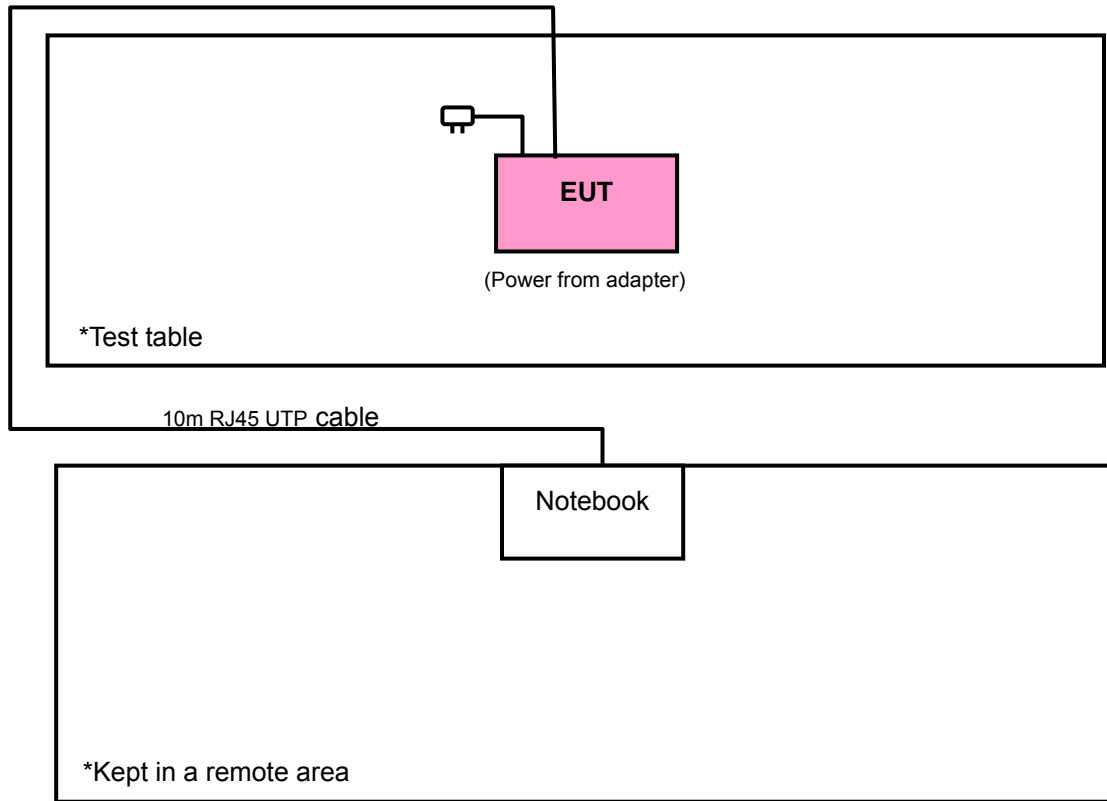 EUT
(Power from adapter)
*Test table
10m RJ45 UTP cable
Notebook
*Kept in a remote area